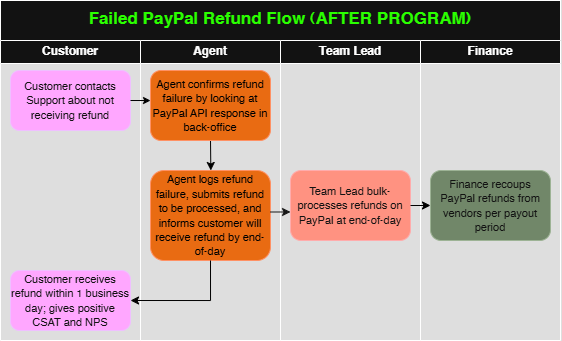 Failed PayPal Refund Flow (AFTER PROGRAM)
Customer
Agent
Team Lead
Finance
Customer contacts
Support about not
receiving refund
Agent confirms refund
failure by looking at
PayPal API response in
back-office
Agent logs refund
failure, submits refund
to be processed, and
informs customer will
receive refund by end-
of-day
Team Lead bulk-
processes refunds on
PayPal at end-of-day
Finance recoups
PayPal refunds from
vendors per payout
period
Customer receives
refund within 1 business
day; gives positive
CSAT and NPS